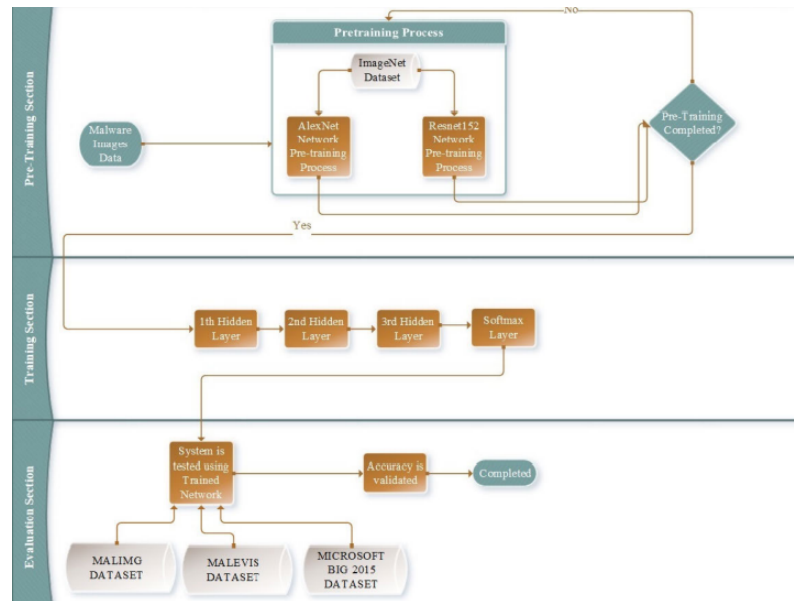 Pre-Training Section
Pretraining Process
ImageNet
Dataset
NO
Malware
Images
Data
AlexNet
Network
Pre-training
Process
Resnet152
Network
Pre-training
Process
Pre-Training
Completed?
Yes
Training Section
1th Hidden
Layer
2nd Hidden
Layer
3rd Hidden
Layer
Softmax
Layer
Evaluation Section
System is
tested using
Trained
Network
Accuracy is
validated
Completed
MALIMG
DATASET
MALEVIS
DATASET
MICROSOFT
BIG 2015
DATASET